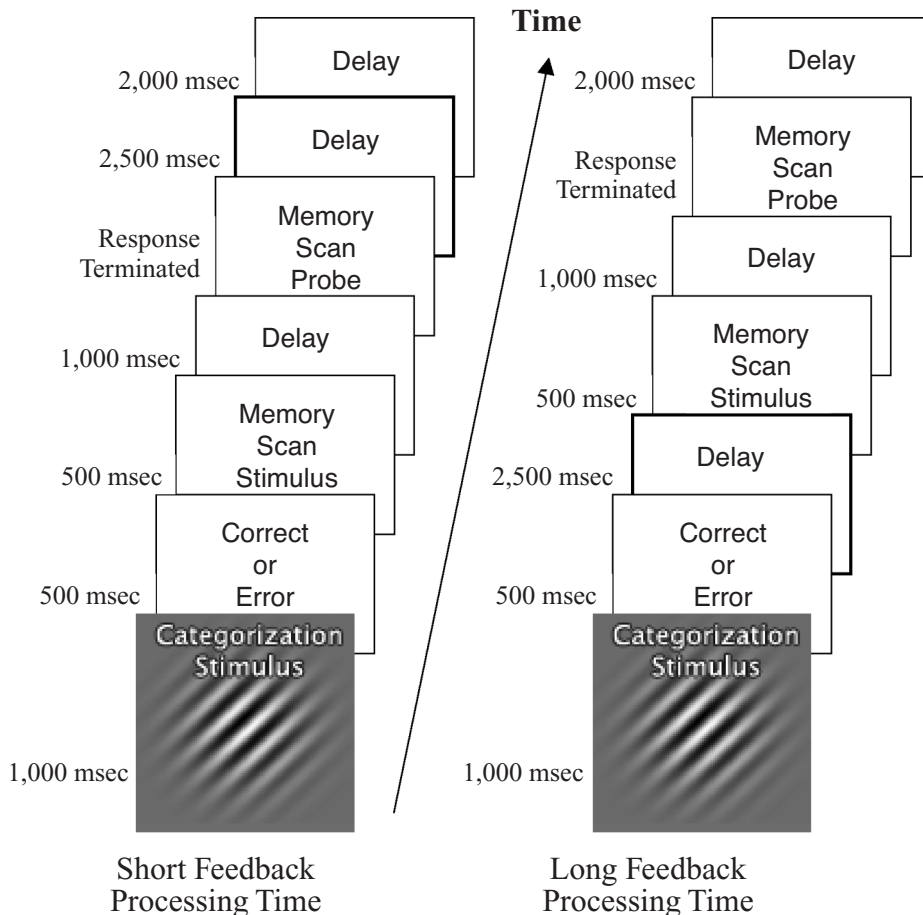 Time
Delay
2,000 msec
Delay
2,500 msec
Memory
Scan
Probe
Response
Terminated
Delay
1,000 msec
Memory
Scan
Stimulus
500 msec
Correct
or
Error
500 msec
Categorization
Stimulus
1,000 msec
Short Feedback
Processing Time
Delay
2,000 msec
Memory
Scan
Probe
Response
Terminated
Delay
1,000 msec
Memory
Scan
Stimulus
500 msec
Delay
2,500 msec
Correct
or
Error
500 msec
Categorization
Stimulus
1,000 msec
Long Feedback
Processing Time